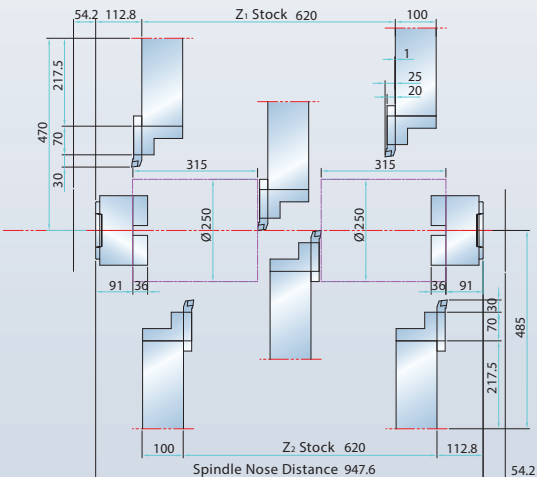 54.2 112.8 Z₁ Stock 620 100
1
25
20
217.5
470
70
30
315 315
Ø250 Ø250
91 36 36 91
30
70
485
217.5
100 Z₂ Stock 620 112.8
Spindle Nose Distance 947.6 54.2